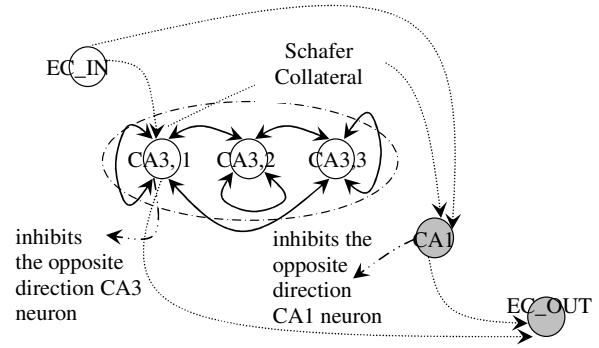 Schafer
Collateral
EC_IN
CA3, 1
CA3,2
CA3,3
CA1
inhibits
the opposite
direction CA3
neuron
inhibits the
opposite
direction
CA1 neuron
EC_OUT